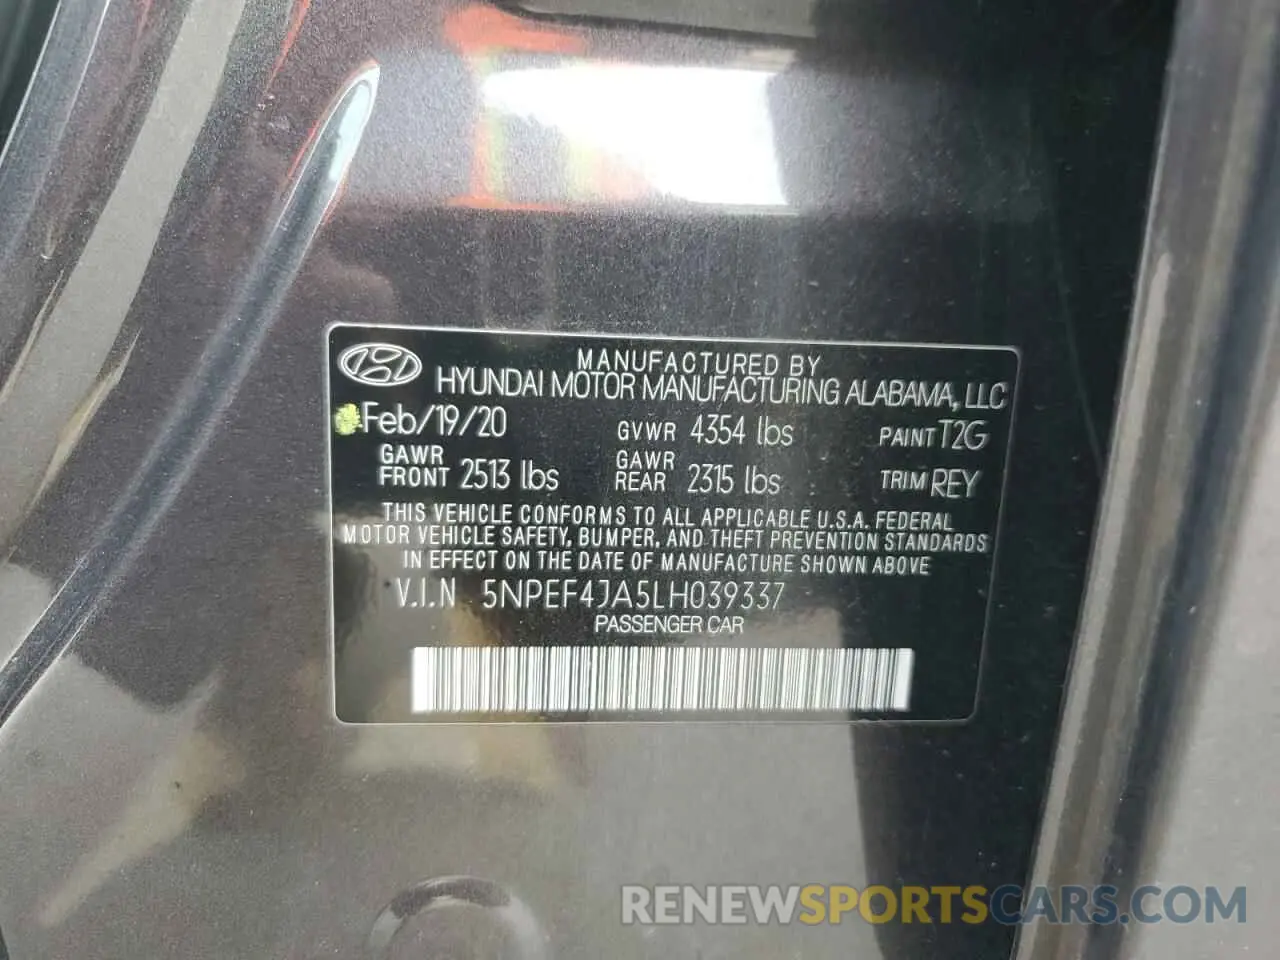 MANUFACTURED BY
HYUNDAI MOTOR MANUFACTURING ALABAMA, LLC
Feb/19/20 GVWR 4354 lbs PAINT T2G
GAWR FRONT 2513 lbs GAWR REAR 2315 lbs TRIM REY
THIS VEHICLE CONFORMS TO ALL APPLICABLE U.S.A. FEDERAL
MOTOR VEHICLE SAFETY, BUMPER, AND THEFT PREVENTION STANDARDS
IN EFFECT ON THE DATE OF MANUFACTURE SHOWN ABOVE
V.I.N 5NPEF4JA5LH039337
PASSENGER CAR
RENEWSPORTSCARS.COM